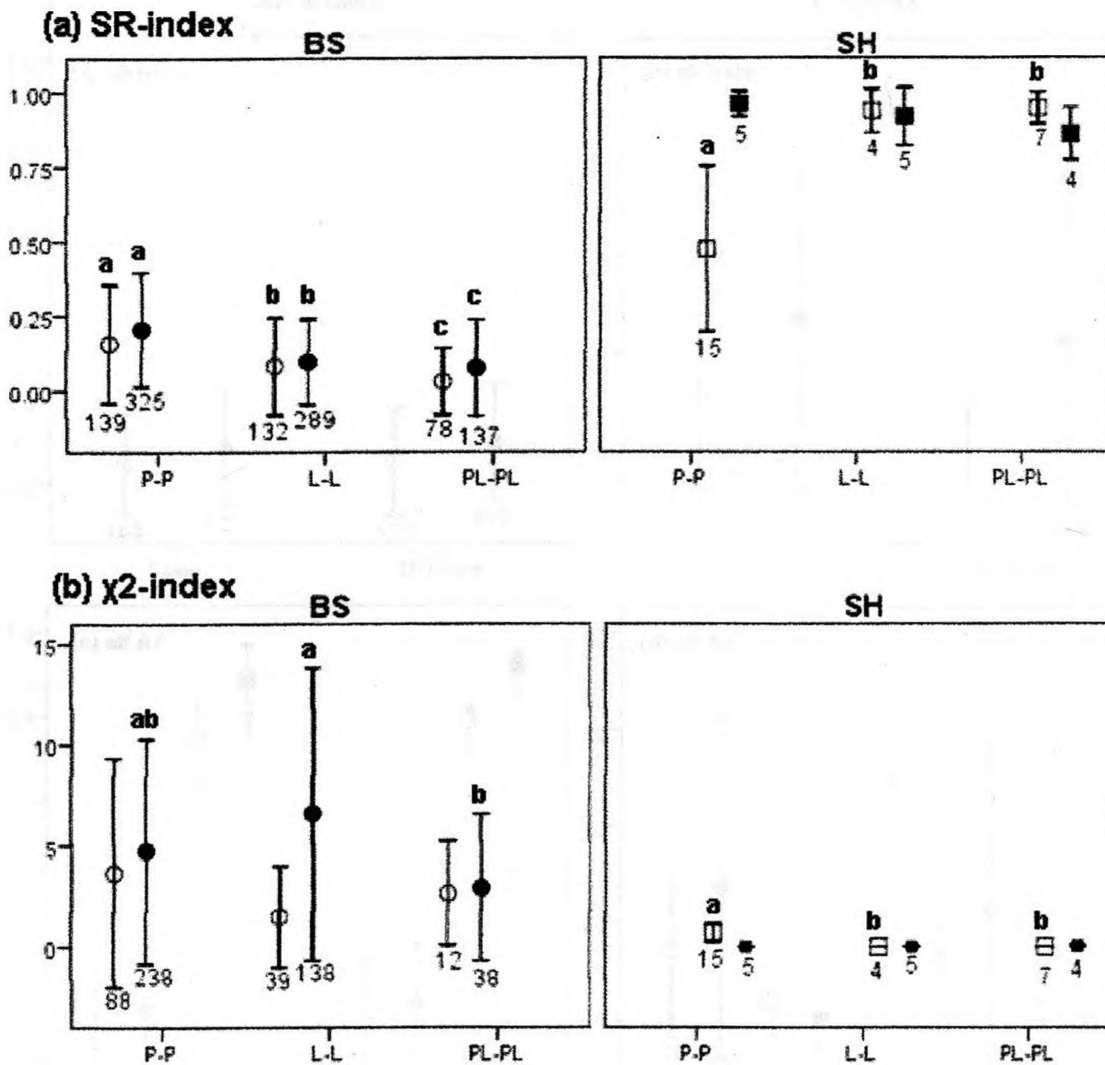 (a) SR-index
BS SH
1.00
0.75
0.50
0.25
0.00
a a b b c c
139 325 132 289 78 137
a b b
15 5 4 5 7 4
P-P L-L PL-PL
P-P L-L PL-PL
(b) χ2-index
BS SH
15
10
5
0
ab a b
88 238 39 138 12 38
a b b
15 5 4 5 7 4
P-P L-L PL-PL
P-P L-L PL-PL